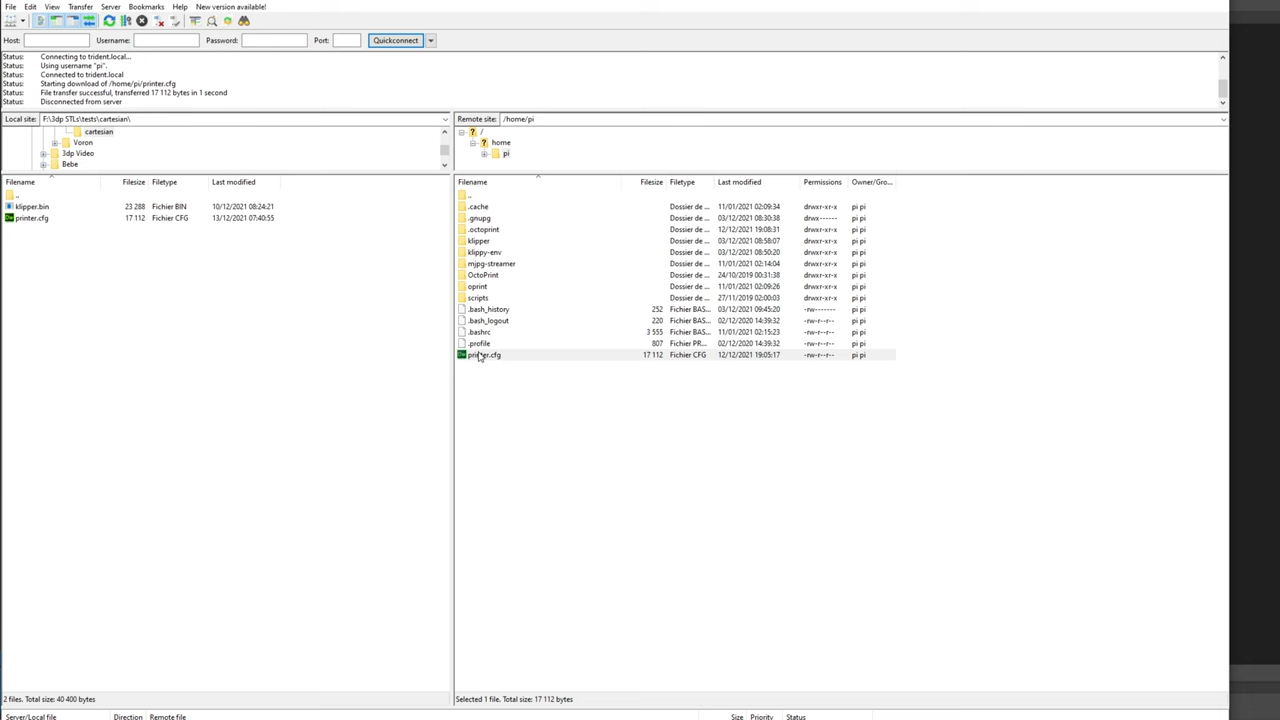 File Edit View Transfer Server Bookmarks Help New version available!
Host: Username: Password: Port: Quickconnect
Status: Connecting to trident.local...
Status: Using username "pi".
Status: Connected to trident.local
Status: Starting download of /home/pi/printer.cfg
Status: File transfer successful, transferred 17 112 bytes in 1 second
Status: Disconnected from server
Local site: F:\3dp STLs\tests\cartesian\
cartesian
Voron
3dp Video
Bebe
Filename Filesize Filetype Last modified
..
klipper.bin 23 288 Fichier BIN 10/12/2021 08:24:21
printer.cfg 17 112 Fichier CFG 13/12/2021 07:40:55
2 files. Total size: 40 400 bytes
Remote site: /home/pi
/
home
pi
Filename Filesize Filetype Last modified Permissions Owner/Gro...
..
.cache Dossier de ... 11/01/2021 02:09:34 drwxr-xr-x pi pi
.gnupg Dossier de ... 03/12/2021 08:30:38 drwx------ pi pi
.octoprint Dossier de ... 12/12/2021 19:08:31 drwxr-xr-x pi pi
klipper Dossier de ... 03/12/2021 08:58:07 drwxr-xr-x pi pi
klippy-env Dossier de ... 03/12/2021 08:50:20 drwxr-xr-x pi pi
mjpg-streamer Dossier de ... 11/01/2021 02:14:04 drwxr-xr-x pi pi
OctoPrint Dossier de ... 24/10/2019 00:31:38 drwxr-xr-x pi pi
oprint Dossier de ... 11/01/2021 02:09:26 drwxr-xr-x pi pi
scripts Dossier de ... 27/11/2019 02:00:03 drwxr-xr-x pi pi
.bash_history 252 Fichier BAS... 03/12/2021 09:45:20 -rw------- pi pi
.bash_logout 220 Fichier BAS... 02/12/2020 14:39:32 -rw-r--r-- pi pi
.bashrc 3 555 Fichier BAS... 11/01/2021 02:15:23 -rw-r--r-- pi pi
.profile 807 Fichier PR... 02/12/2020 14:39:32 -rw-r--r-- pi pi
printer.cfg 17 112 Fichier CFG 12/12/2021 19:05:17 -rw-r--r-- pi pi
Selected 1 file. Total size: 17 112 bytes
Server/Local file Direction Remote file Size Priority Status